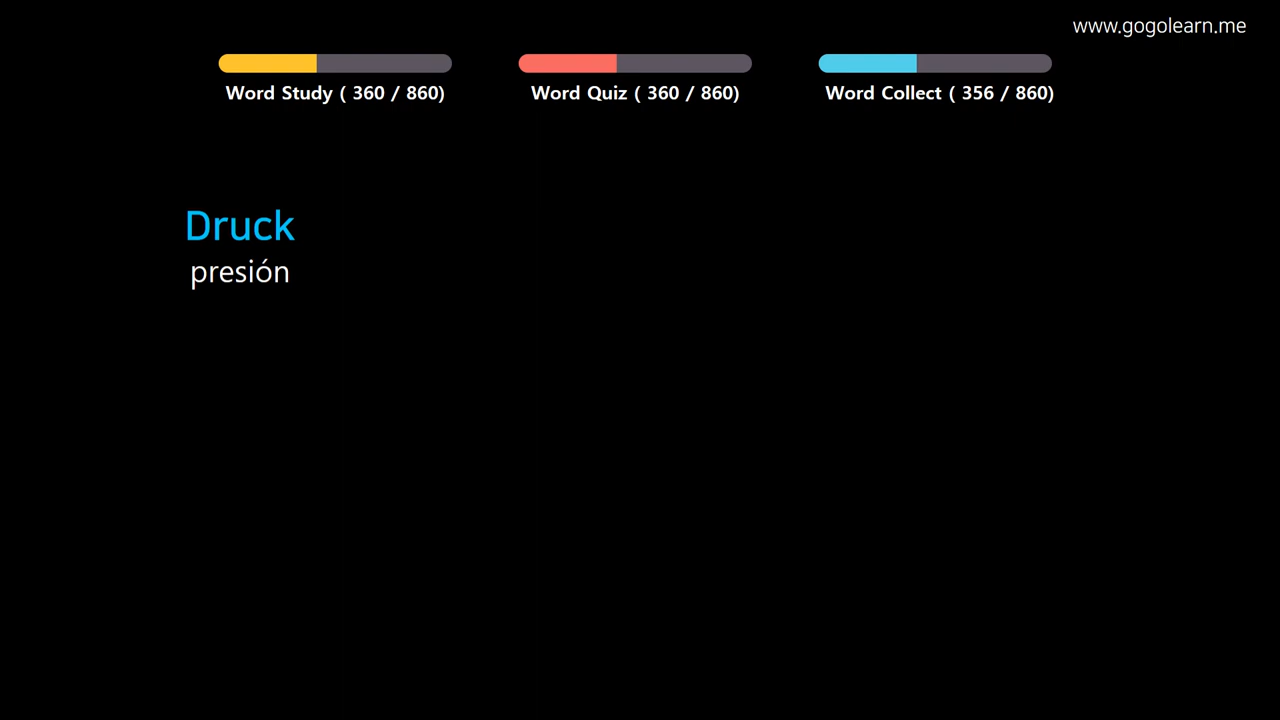 www.gogolearn.me
Word Study ( 360 / 860)
Word Quiz ( 360 / 860)
Word Collect ( 356 / 860)
Druck
presión